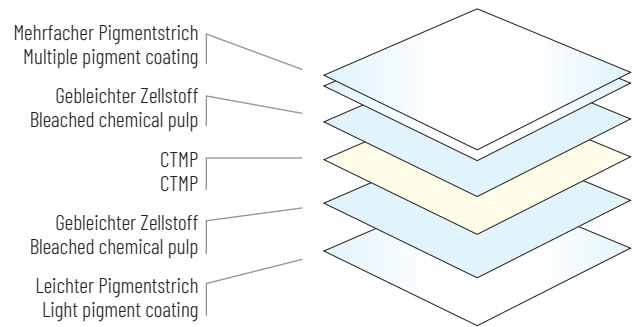 Mehrfacher Pigmentstrich
Multiple pigment coating
Gebleichter Zellstoff
Bleached chemical pulp
CTMP
CTMP
Gebleichter Zellstoff
Bleached chemical pulp
Leichter Pigmentstrich
Light pigment coating